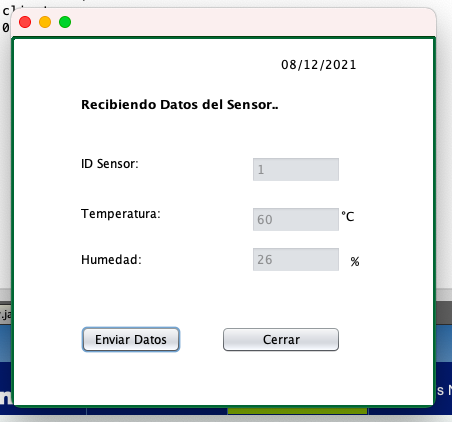 08/12/2021
Recibiendo Datos del Sensor..
ID Sensor:
1
Temperatura:
60
°C
Humedad:
26
%
Enviar Datos
Cerrar